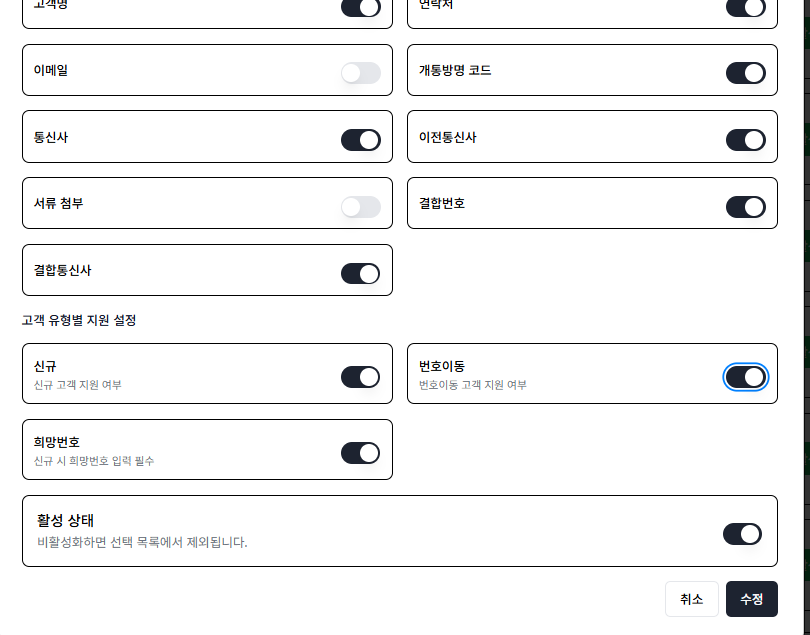 고객명
연락처
이메일
개통방명 코드
통신사
이전통신사
서류 첨부
결합번호
결합통신사
고객 유형별 지원 설정
신규
신규 고객 지원 여부
번호이동
번호이동 고객 지원 여부
희망번호
신규 시 희망번호 입력 필수
활성 상태
비활성화하면 선택 목록에서 제외됩니다.
취소
수정